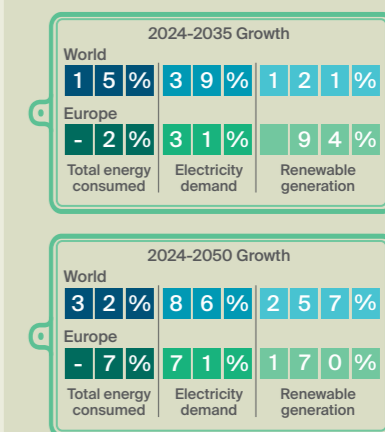 2024-2035 Growth
World
15% 39% 121%
Europe
-2% 31% 94%
Total energy consumed Electricity demand Renewable generation
2024-2050 Growth
World
32% 86% 257%
Europe
-7% 71% 170%
Total energy consumed Electricity demand Renewable generation